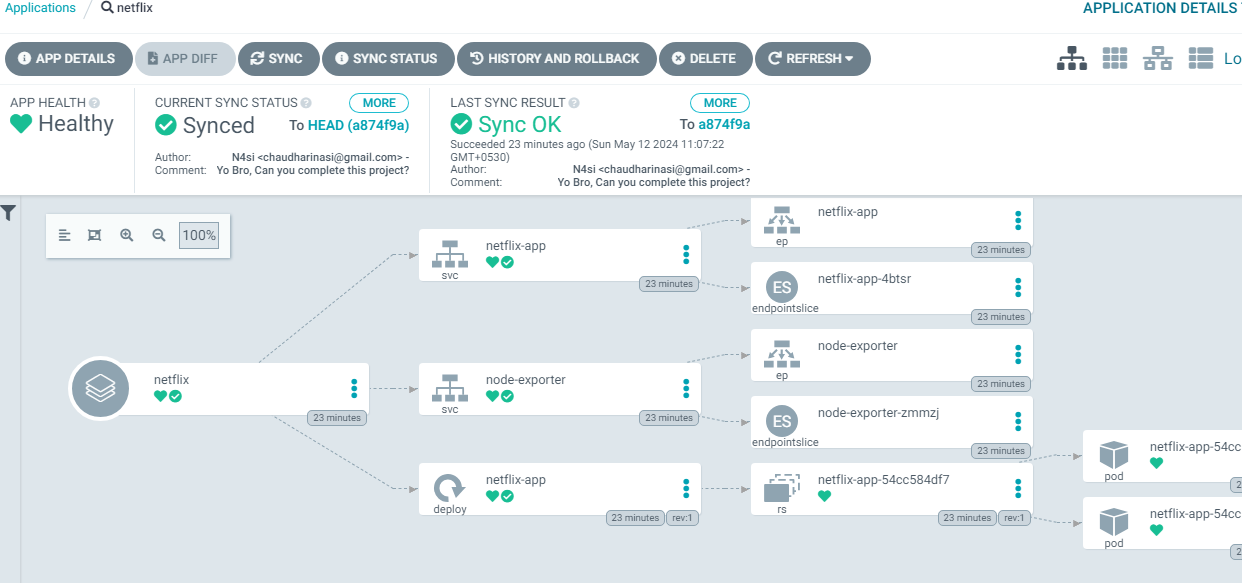 Applications / netflix
APPLICATION DETAILS
APP DETAILS
APP DIFF
SYNC
SYNC STATUS
HISTORY AND ROLLBACK
DELETE
REFRESH
Lo
APP HEALTH
Healthy
CURRENT SYNC STATUS
MORE
Synced
To HEAD (a874f9a)
Author: N4si <chaudharinasi@gmail.com> -
Comment: Yo Bro, Can you complete this project?
LAST SYNC RESULT
MORE
Sync OK
To a874f9a
Succeeded 23 minutes ago (Sun May 12 2024 11:07:22
GMT+0530)
Author: N4si <chaudharinasi@gmail.com> -
Comment: Yo Bro, Can you complete this project?
100%
netflix
23 minutes
netflix-app
svc
23 minutes
node-exporter
svc
23 minutes
netflix-app
deploy
23 minutes
rev:1
netflix-app
ep
23 minutes
ES
netflix-app-4btsr
endpointslice
23 minutes
node-exporter
ep
23 minutes
ES
node-exporter-zmmzj
endpointslice
23 minutes
netflix-app-54cc584df7
rs
23 minutes
rev:1
netflix-app-54cc
pod
2
netflix-app-54cc
pod
2